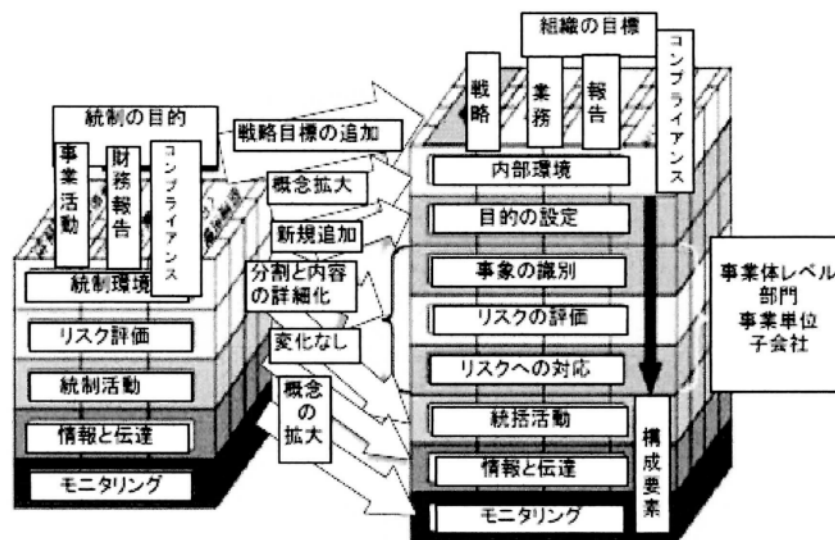 組織の目標
戦略
業務
報告
コンプライアンス
統制の目的
事業活動
財務報告
コンプライアンス
戦略目標の追加
概念拡大
新規追加
分割と内容
の詳細化
変化なし
概念
の
拡大
統制環境
リスク評価
統制活動
情報と伝達
モニタリング
内部環境
目的の設定
事象の識別
リスクの評価
リスクへの対応
統括活動
情報と伝達
モニタリング
構成要素
事業体レベル
部門
事業単位
子会社